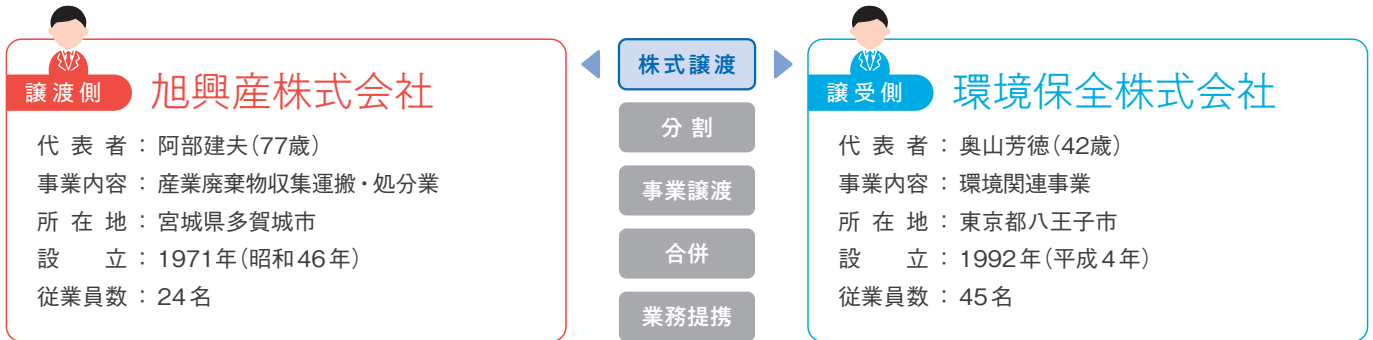 譲渡側
旭興産株式会社
代表者：阿部建夫（77歳）
事業内容：産業廃棄物収集運搬・処分業
所在地：宮城県多賀城市
設立：1971年（昭和46年）
従業員数：24名
株式譲渡
分割
事業譲渡
合併
業務提携
譲受側
環境保全株式会社
代表者：奥山芳徳（42歳）
事業内容：環境関連事業
所在地：東京都八王子市
設立：1992年（平成4年）
従業員数：45名